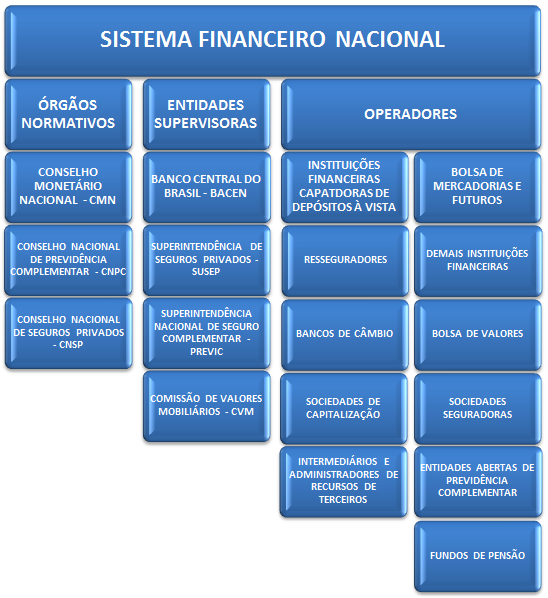 SISTEMA FINANCEIRO NACIONAL
ÓRGÃOS
NORMATIVOS
ENTIDADES
SUPERVISORAS
OPERADORES
CONSELHO
MONETÁRIO
NACIONAL - CMN
BANCO CENTRAL DO
BRASIL - BACEN
INSTITUIÇÕES
FINANCEIRAS
CAPATDORAS DE
DEPÓSITOS À VISTA
BOLSA DE
MERCADORIAS E
FUTUROS
CONSELHO NACIONAL
DE PREVIDÊNCIA
COMPLEMENTAR - CNPC
SUPERINTENDÊNCIA DE
SEGUROS PRIVADOS -
SUSEP
RESSEGURADORES
DEMAIS INSTITUIÇÕES
FINANCEIRAS
CONSELHO NACIONAL
DE SEGUROS PRIVADOS
- CNSP
SUPERINTENDÊNCIA
NACIONAL DE SEGURO
COMPLEMENTAR -
PREVIC
BANCOS DE CÂMBIO
BOLSA DE VALORES
COMISSÃO DE VALORES
MOBILIÁRIOS - CVM
SOCIEDADES DE
CAPITALIZAÇÃO
SOCIEDADES
SEGURADORAS
INTERMEDIÁRIOS E
ADMINISTRADORES DE
RECURSOS DE
TERCEIROS
ENTIDADES ABERTAS DE
PREVIDÊNCIA
COMPLEMENTAR
FUNDOS DE PENSÃO